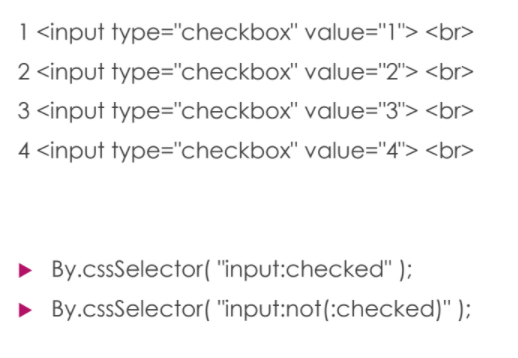 1 <input type="checkbox" value="1"> <br>
2 <input type="checkbox" value="2"> <br>
3 <input type="checkbox" value="3"> <br>
4 <input type="checkbox" value="4"> <br>
By.cssSelector( "input:checked" );
By.cssSelector( "input:not(:checked)" );